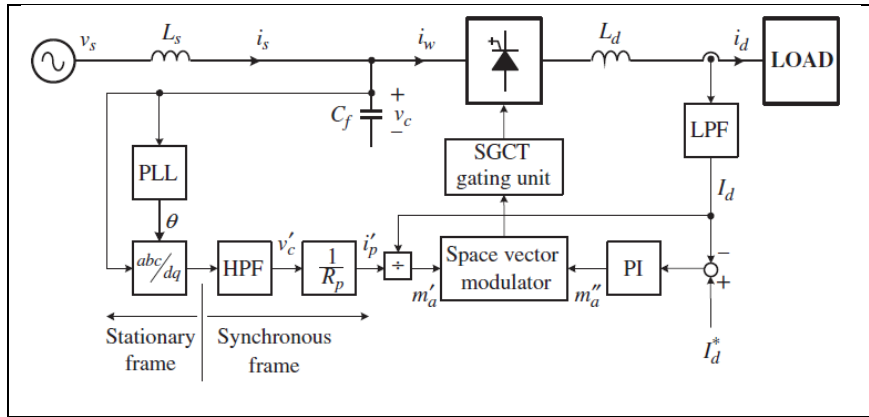 v_s
L_s
i_s
i_w
L_d
i_d
LOAD
+
C_f
v_c
−
LPF
SGCT
gating unit
I_d
PLL
θ
abc/dq
HPF
v'_c
1/R_p
i'_p
÷
m'_a
Space vector
modulator
m''_a
PI
−
+
I_d^*
Stationary
frame
Synchronous
frame